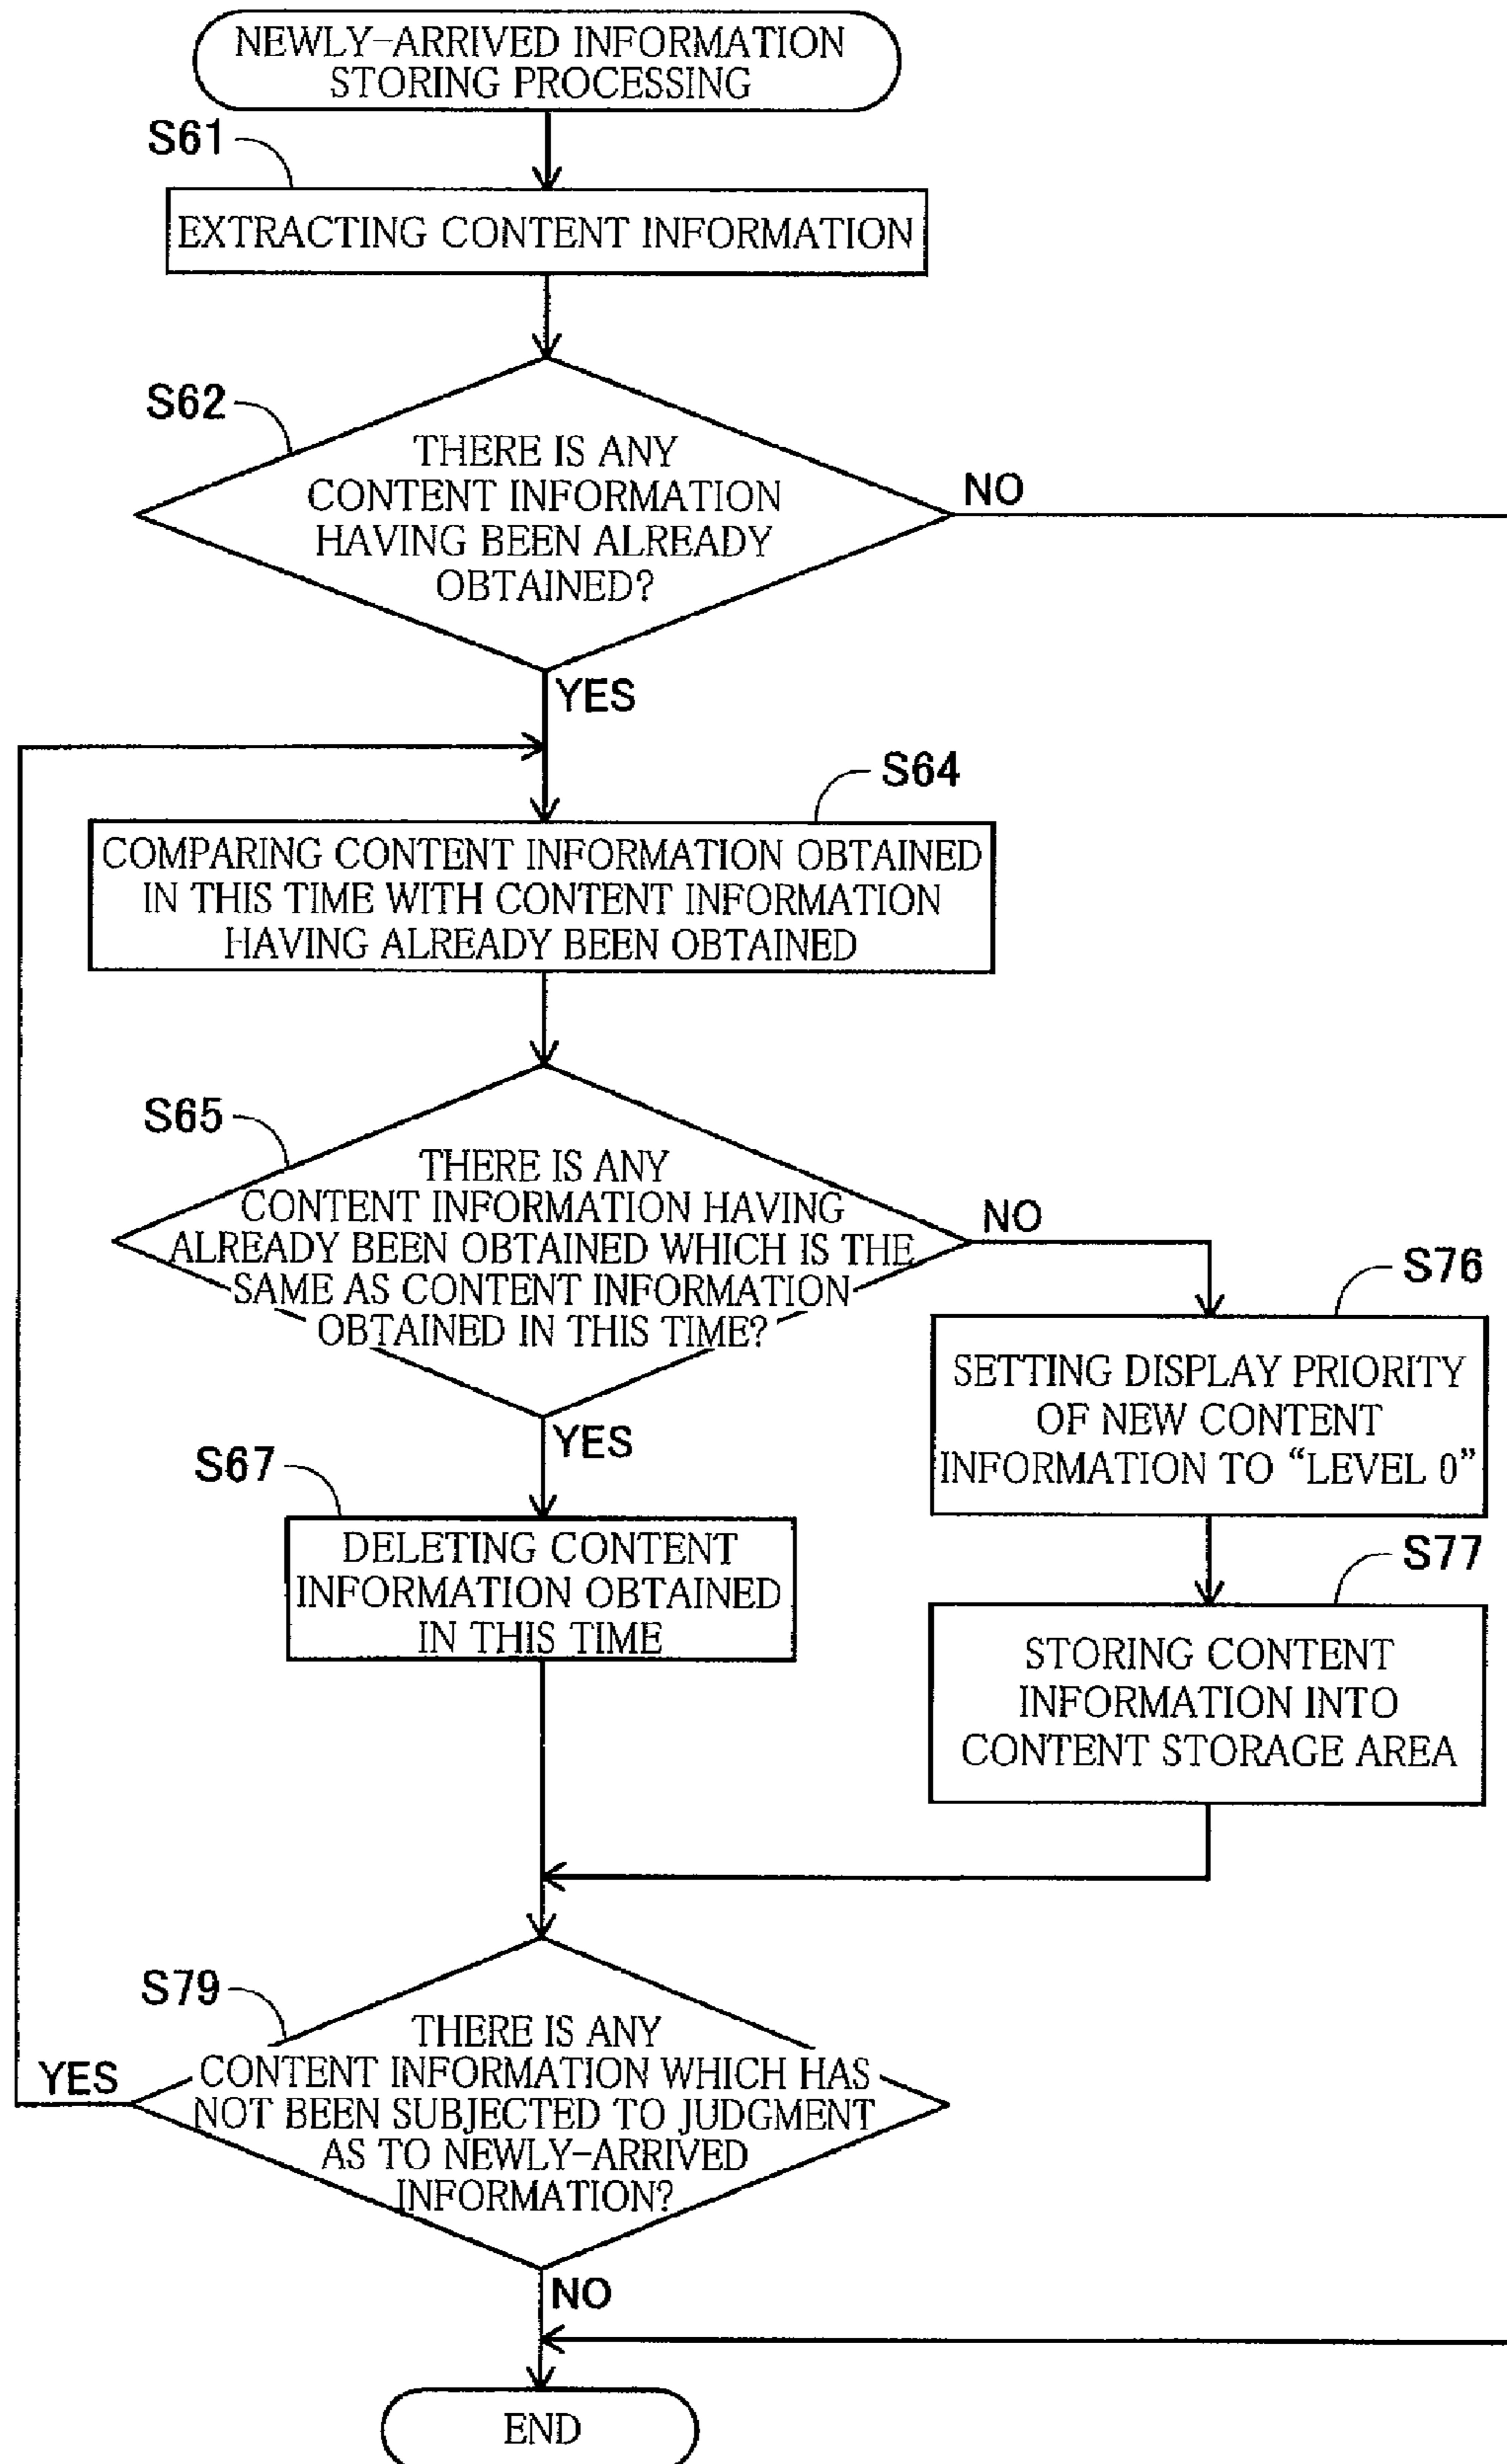 NEWLY-ARRIVED INFORMATION
STORING PROCESSING
S61
EXTRACTING CONTENT INFORMATION
S62
THERE IS ANY
CONTENT INFORMATION
HAVING BEEN ALREADY
OBTAINED?
NO
YES
S64
COMPARING CONTENT INFORMATION OBTAINED
IN THIS TIME WITH CONTENT INFORMATION
HAVING ALREADY BEEN OBTAINED
S65
THERE IS ANY
CONTENT INFORMATION HAVING
ALREADY BEEN OBTAINED WHICH IS THE
SAME AS CONTENT INFORMATION
OBTAINED IN THIS TIME?
NO
YES
S76
SETTING DISPLAY PRIORITY
OF NEW CONTENT
INFORMATION TO “LEVEL 0”
S67
DELETING CONTENT
INFORMATION OBTAINED
IN THIS TIME
S77
STORING CONTENT
INFORMATION INTO
CONTENT STORAGE AREA
S79
THERE IS ANY
CONTENT INFORMATION WHICH HAS
NOT BEEN SUBJECTED TO JUDGMENT
AS TO NEWLY-ARRIVED
INFORMATION?
YES
NO
END